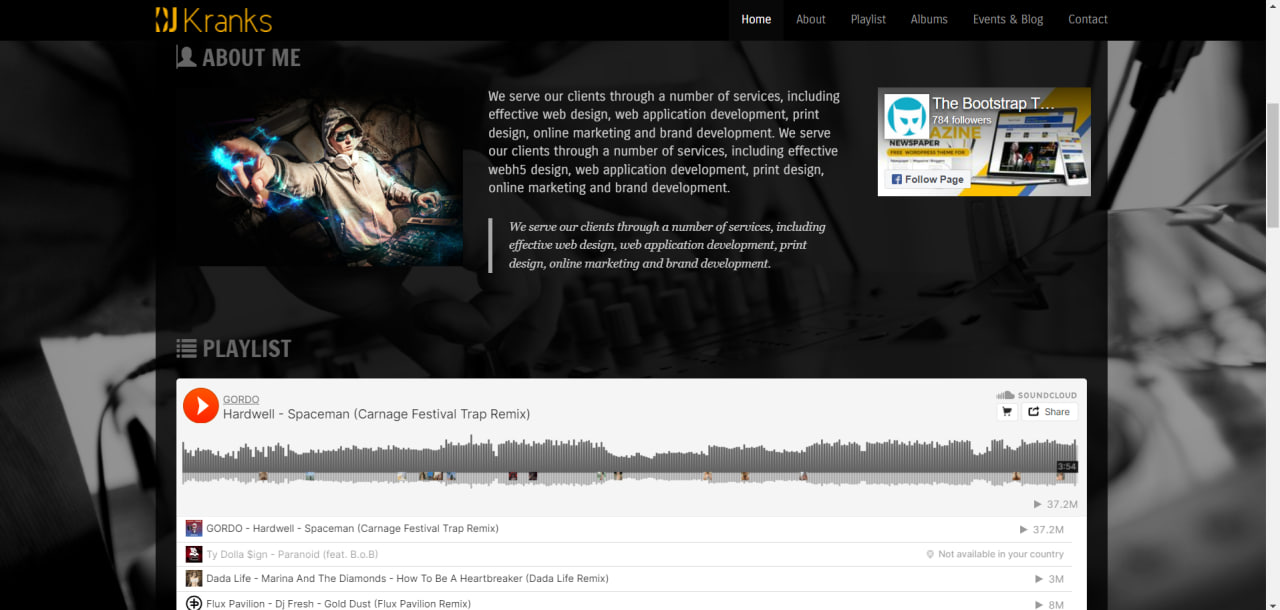 DJ Kranks
Home About Playlist Albums Events & Blog Contact
ABOUT ME
We serve our clients through a number of services, including
effective web design, web application development, print
design, online marketing and brand development. We serve
our clients through a number of services, including effective
webh5 design, web application development, print design,
online marketing and brand development.
We serve our clients through a number of services, including
effective web design, web application development, print
design, online marketing and brand development.
The Bootstrap T...
784 followers
AZINE
NEWSPAPER
FREE WORDPRESS THEME FOR
Newspaper | Magazine | Bloggers
Follow Page
PLAYLIST
GORDO
Hardwell - Spaceman (Carnage Festival Trap Remix)
SOUNDCLOUD
Share
3:54
37.2M
GORDO - Hardwell - Spaceman (Carnage Festival Trap Remix) 37.2M
Ty Dolla $ign - Paranoid (feat. B.o.B) Not available in your country
Dada Life - Marina And The Diamonds - How To Be A Heartbreaker (Dada Life Remix) 3M
Flux Pavilion - Dj Fresh - Gold Dust (Flux Pavilion Remix) 8M